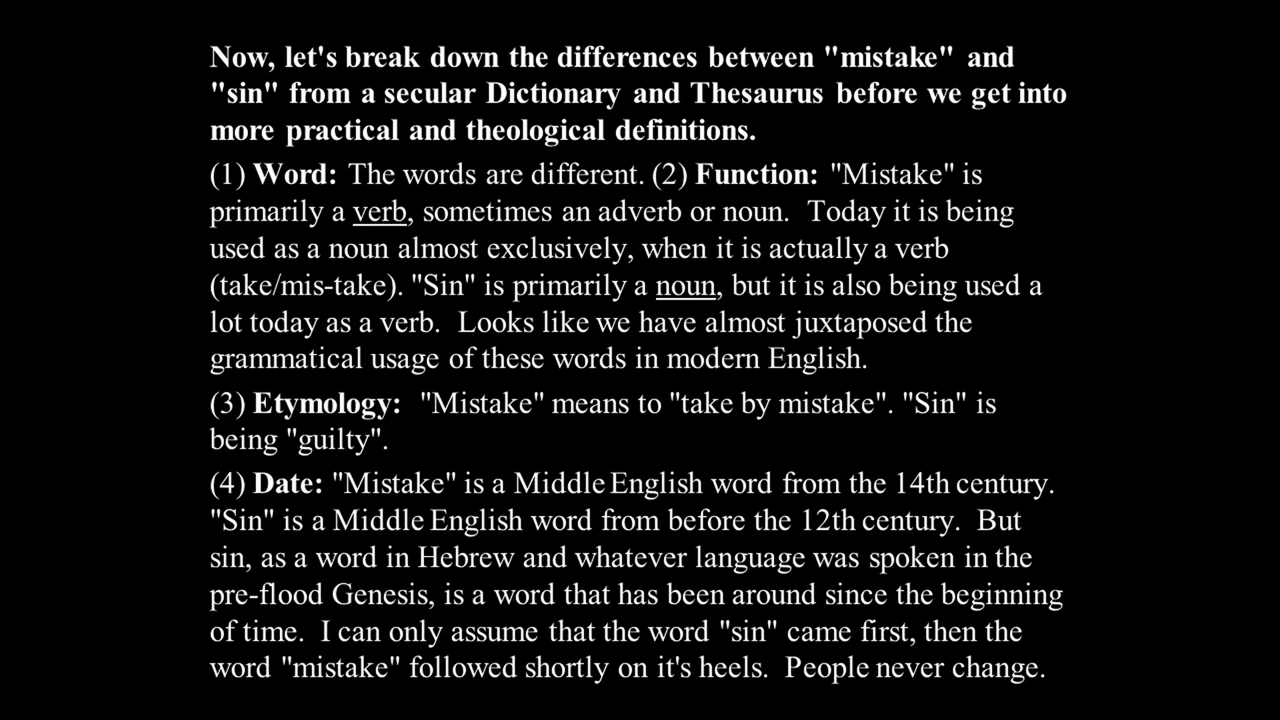 Now, let's break down the differences between "mistake" and
"sin" from a secular Dictionary and Thesaurus before we get into
more practical and theological definitions.
(1) Word: The words are different. (2) Function: "Mistake" is
primarily a verb, sometimes an adverb or noun. Today it is being
used as a noun almost exclusively, when it is actually a verb
(take/mis-take). "Sin" is primarily a noun, but it is also being used a
lot today as a verb. Looks like we have almost juxtaposed the
grammatical usage of these words in modern English.
(3) Etymology: "Mistake" means to "take by mistake". "Sin" is
being "guilty".
(4) Date: "Mistake" is a Middle English word from the 14th century.
"Sin" is a Middle English word from before the 12th century. But
sin, as a word in Hebrew and whatever language was spoken in the
pre-flood Genesis, is a word that has been around since the beginning
of time. I can only assume that the word "sin" came first, then the
word "mistake" followed shortly on it's heels. People never change.